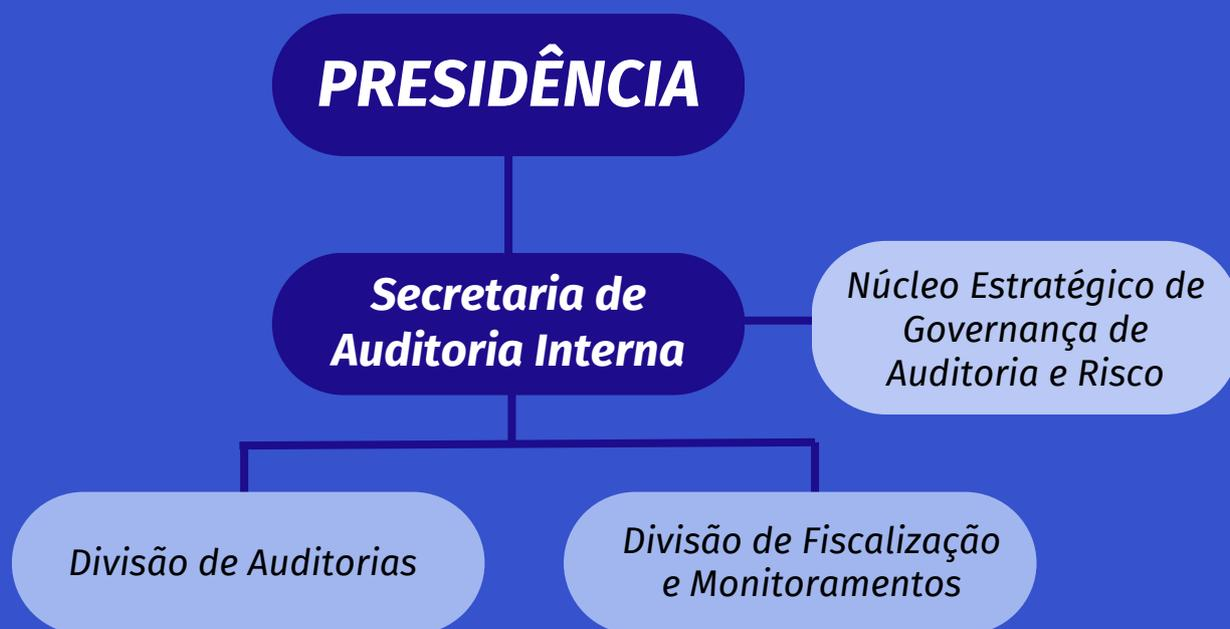 PRESIDÊNCIA
Secretaria de
Auditoria Interna
Núcleo Estratégico de
Governança de
Auditoria e Risco
Divisão de Auditorias
Divisão de Fiscalização
e Monitoramentos